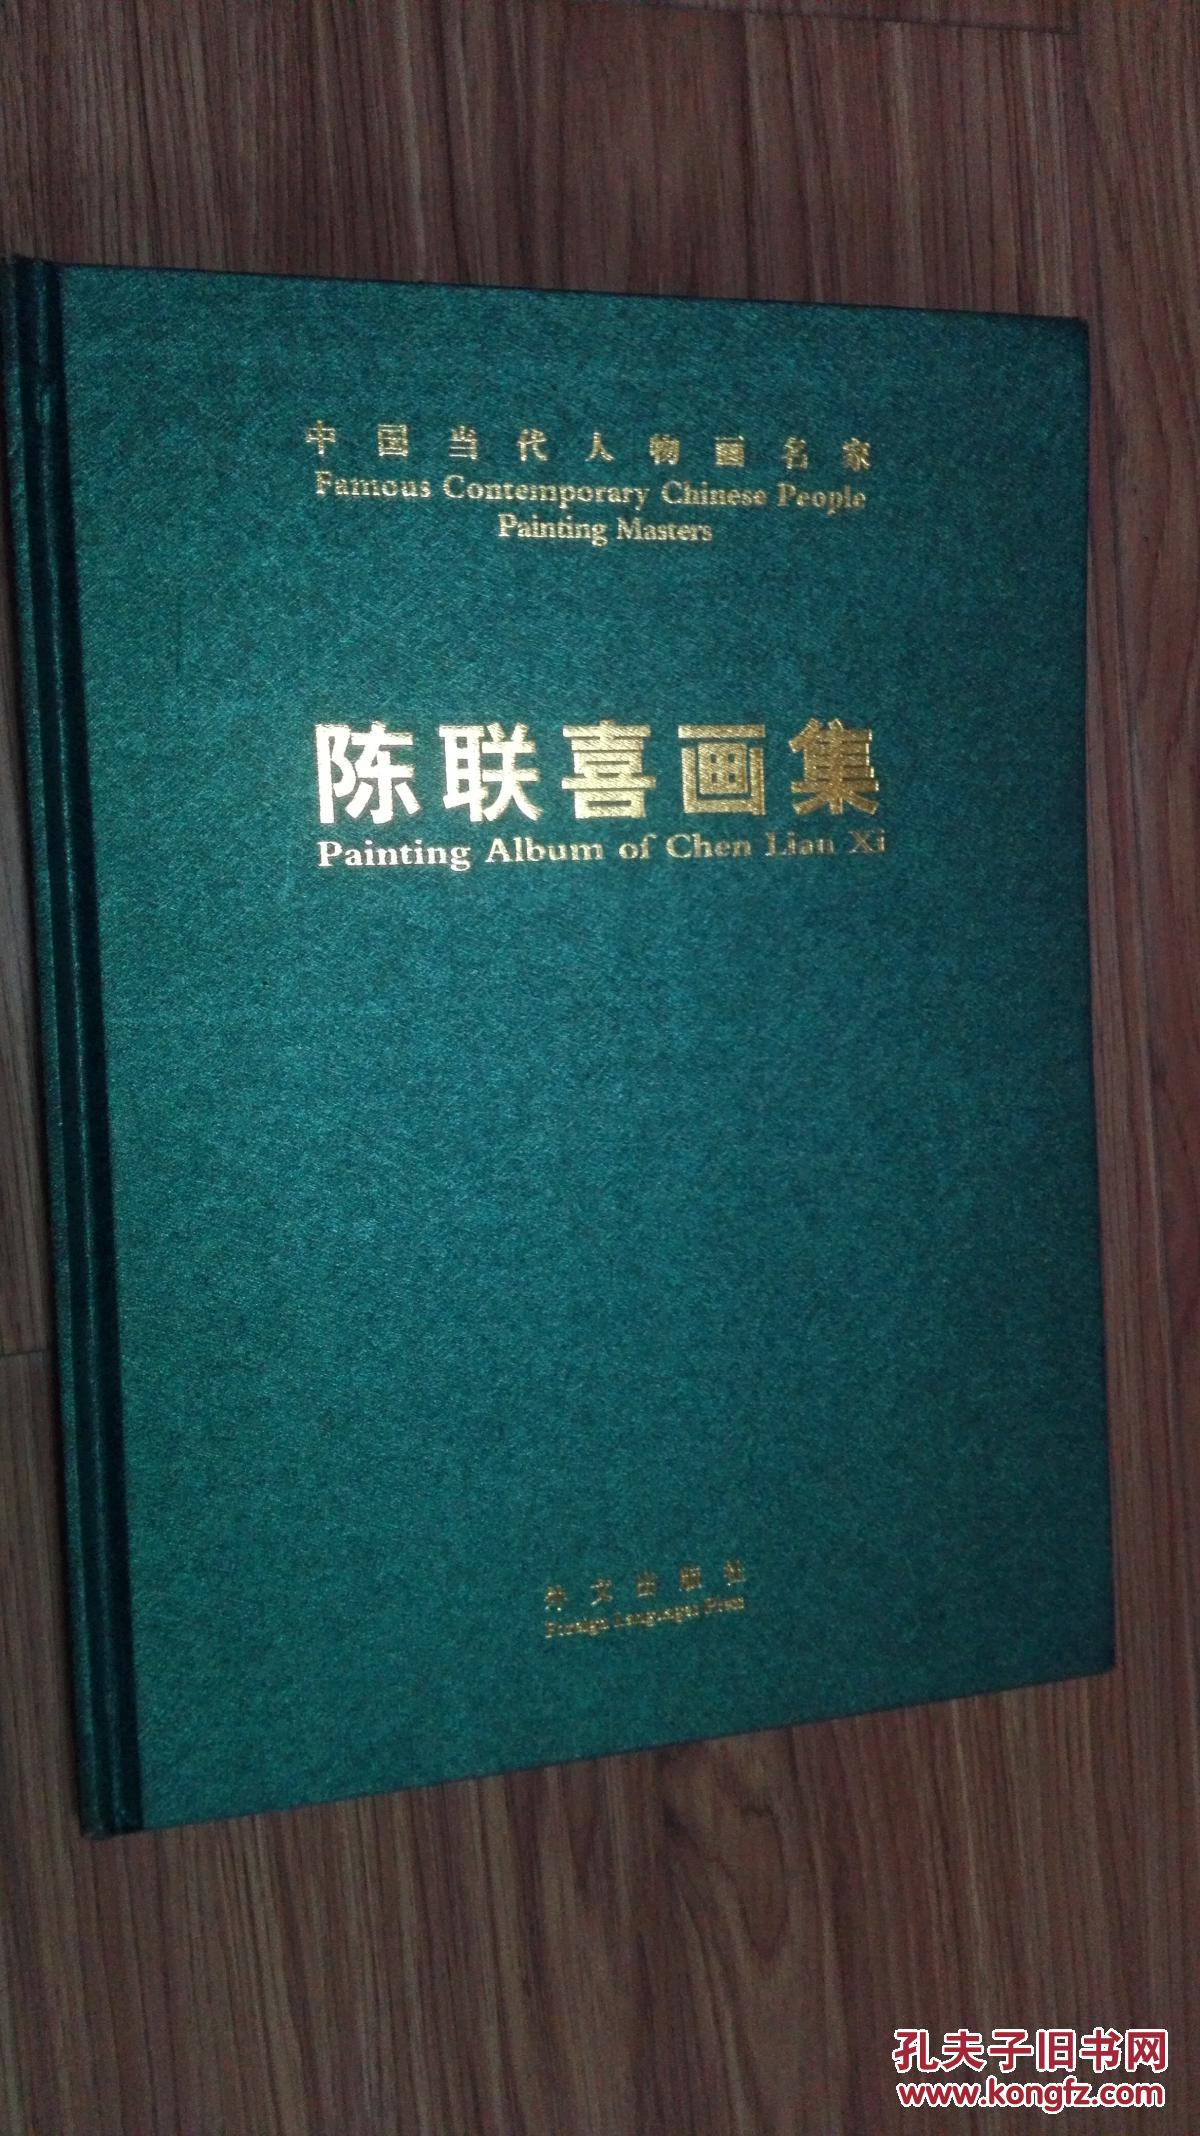 中国当代人物画名家
Famous Contemporary Chinese People
Painting Masters
陈联喜画集
Painting Album of Chen Lian Xi
外文出版社
Foreign Languages Press
孔夫子旧书网
www.kongfz.com